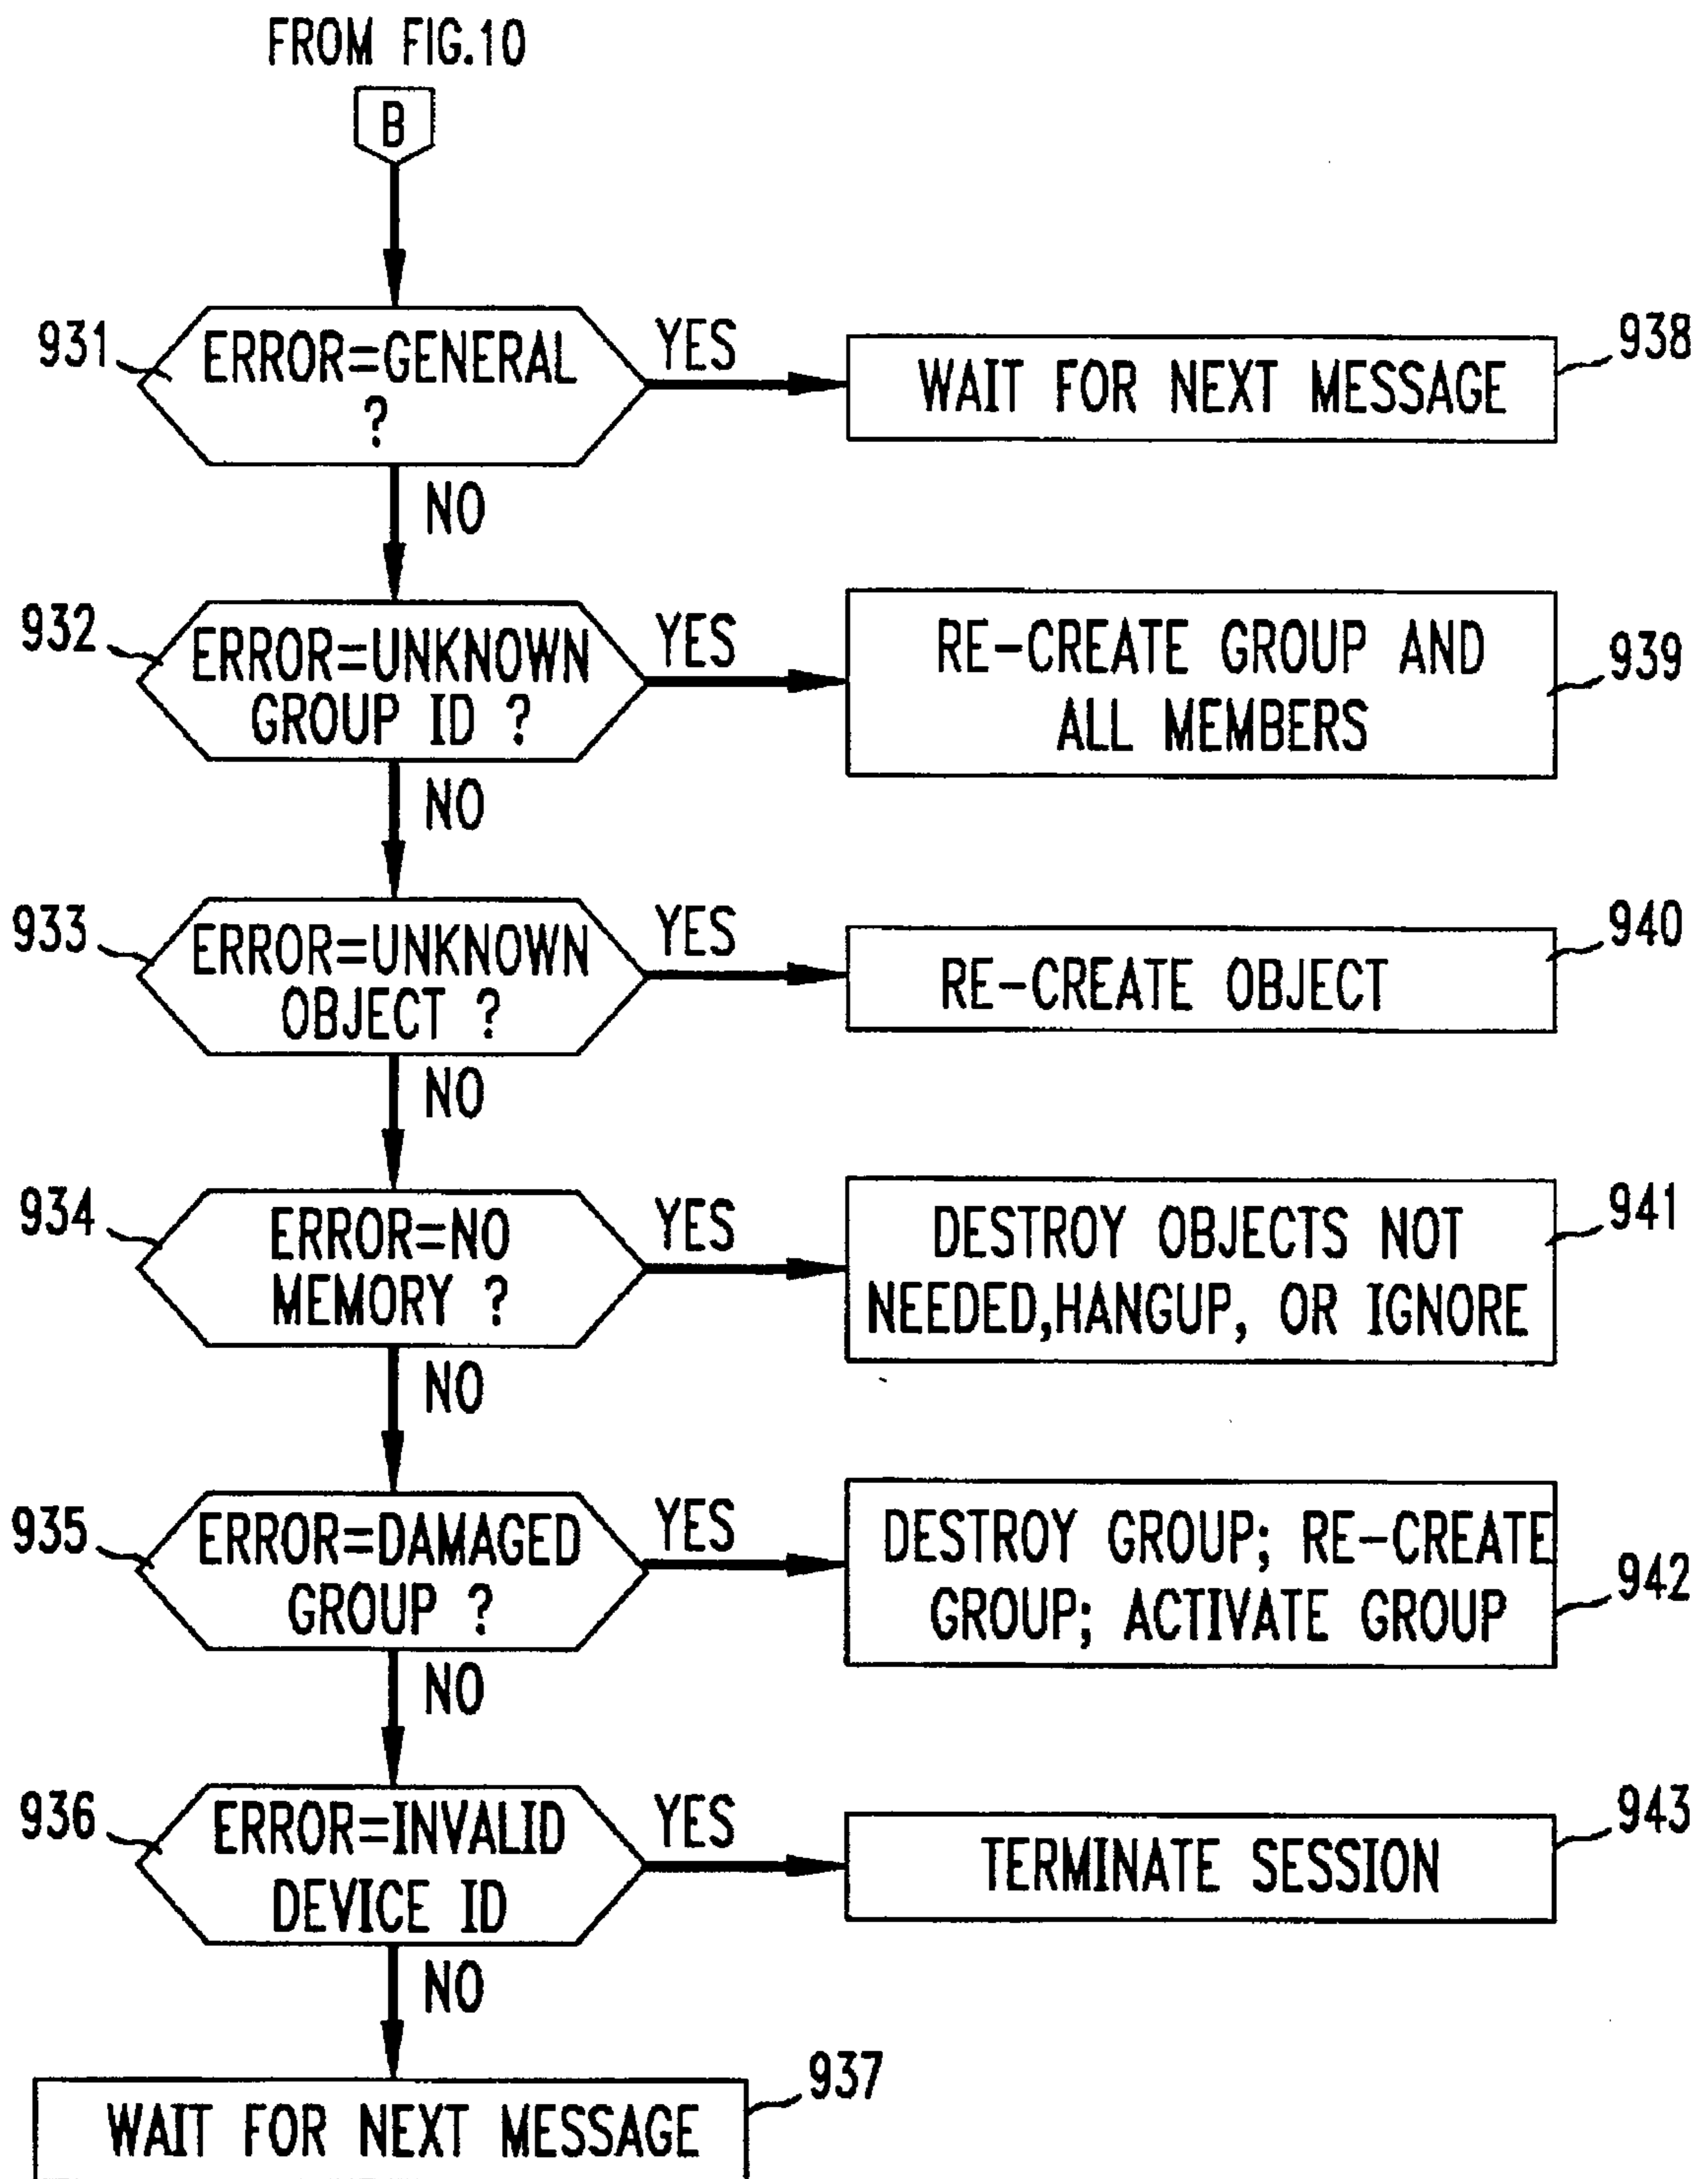 FROM FIG.10
B
931
ERROR=GENERAL
?
YES
WAIT FOR NEXT MESSAGE
938
NO
932
ERROR=UNKNOWN
GROUP ID ?
YES
RE-CREATE GROUP AND
ALL MEMBERS
939
NO
933
ERROR=UNKNOWN
OBJECT ?
YES
RE-CREATE OBJECT
940
NO
934
ERROR=NO
MEMORY ?
YES
DESTROY OBJECTS NOT
NEEDED,HANGUP, OR IGNORE
941
NO
935
ERROR=DAMAGED
GROUP ?
YES
DESTROY GROUP; RE-CREATE
GROUP; ACTIVATE GROUP
942
NO
936
ERROR=INVALID
DEVICE ID
YES
TERMINATE SESSION
943
NO
937
WAIT FOR NEXT MESSAGE